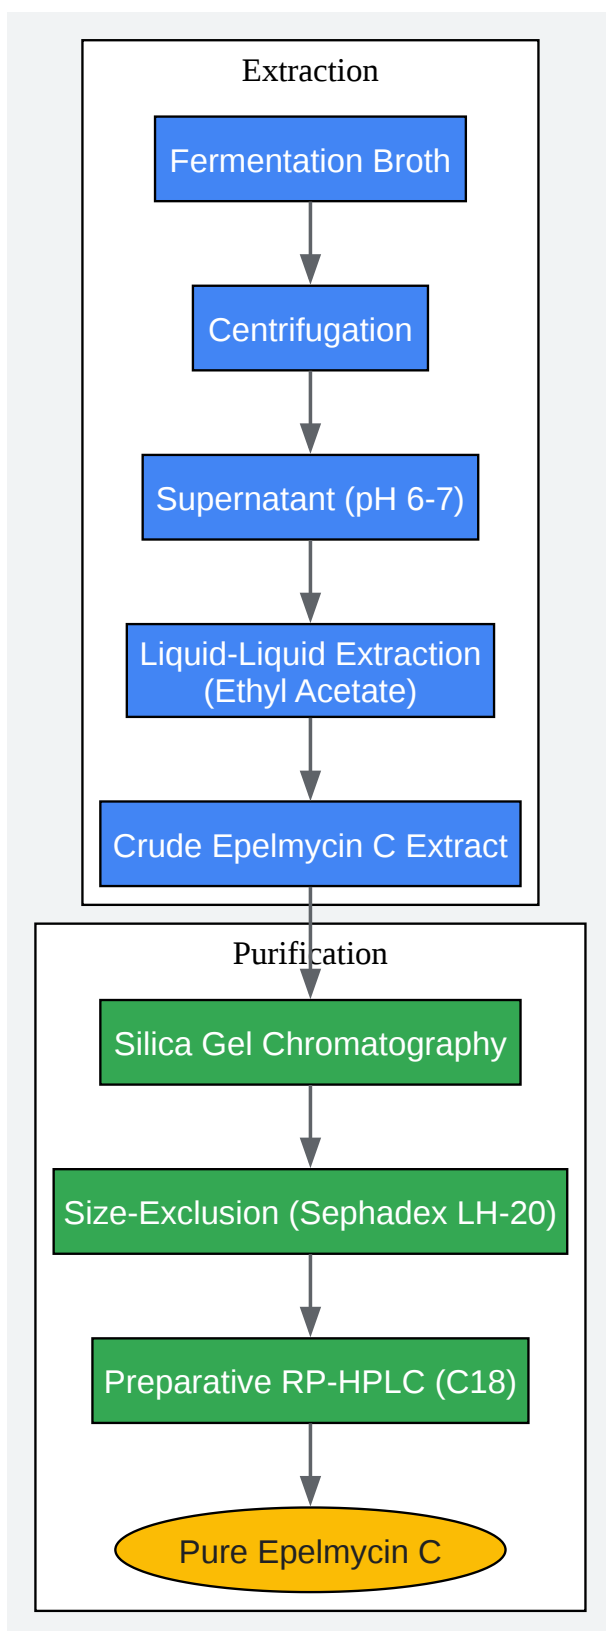 Extraction
Fermentation Broth
Centrifugation
Supernatant (pH 6-7)
Liquid-Liquid Extraction
(Ethyl Acetate)
Crude Epelmycin C Extract
Purification
Silica Gel Chromatography
Size-Exclusion (Sephadex LH-20)
Preparative RP-HPLC (C18)
Pure Epelmycin C